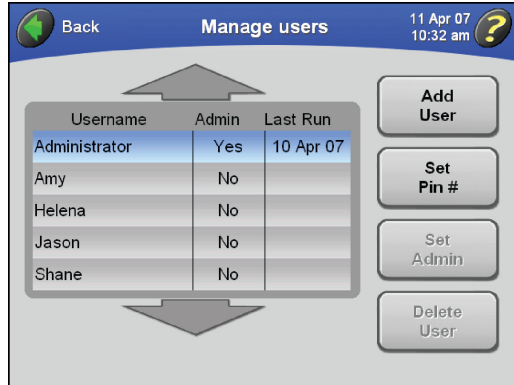 Back
Manage users
11 Apr 07
10:32 am
?
Username Admin Last Run
Administrator Yes 10 Apr 07
Amy No
Helena No
Jason No
Shane No
Add
User
Set
Pin #
Set
Admin
Delete
User